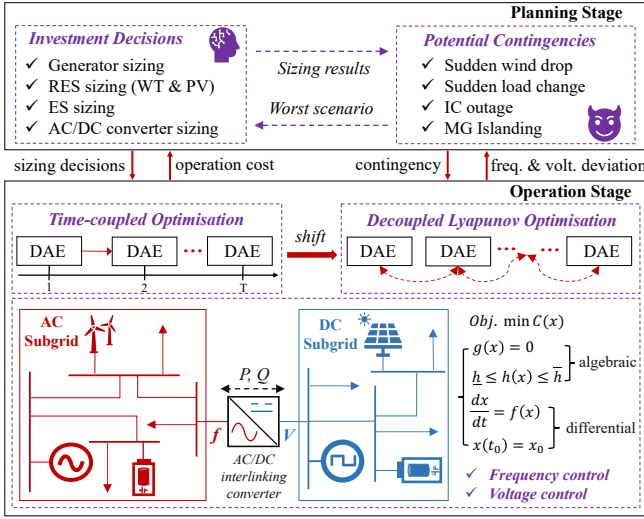 Planning Stage
Investment Decisions
✓ Generator sizing
✓ RES sizing (WT & PV)
✓ ES sizing
✓ AC/DC converter sizing
Sizing results
Worst scenario
Potential Contingencies
✓ Sudden wind drop
✓ Sudden load change
✓ IC outage
✓ MG Islanding
sizing decisions
operation cost
contingency
freq. & volt. deviation
Operation Stage
Time-coupled Optimisation
DAE DAE ••• DAE
1 2 T
shift
Decoupled Lyapunov Optimisation
DAE DAE ••• ••• DAE
AC
Subgrid
P, Q
f
V
AC/DC
interlinking
converter
DC
Subgrid
Obj. min C(x)
g(x) = 0
h ≤ h(x) ≤ h̅
algebraic
dx/dt = f(x)
x(t₀) = x₀
differential
✓ Frequency control
✓ Voltage control